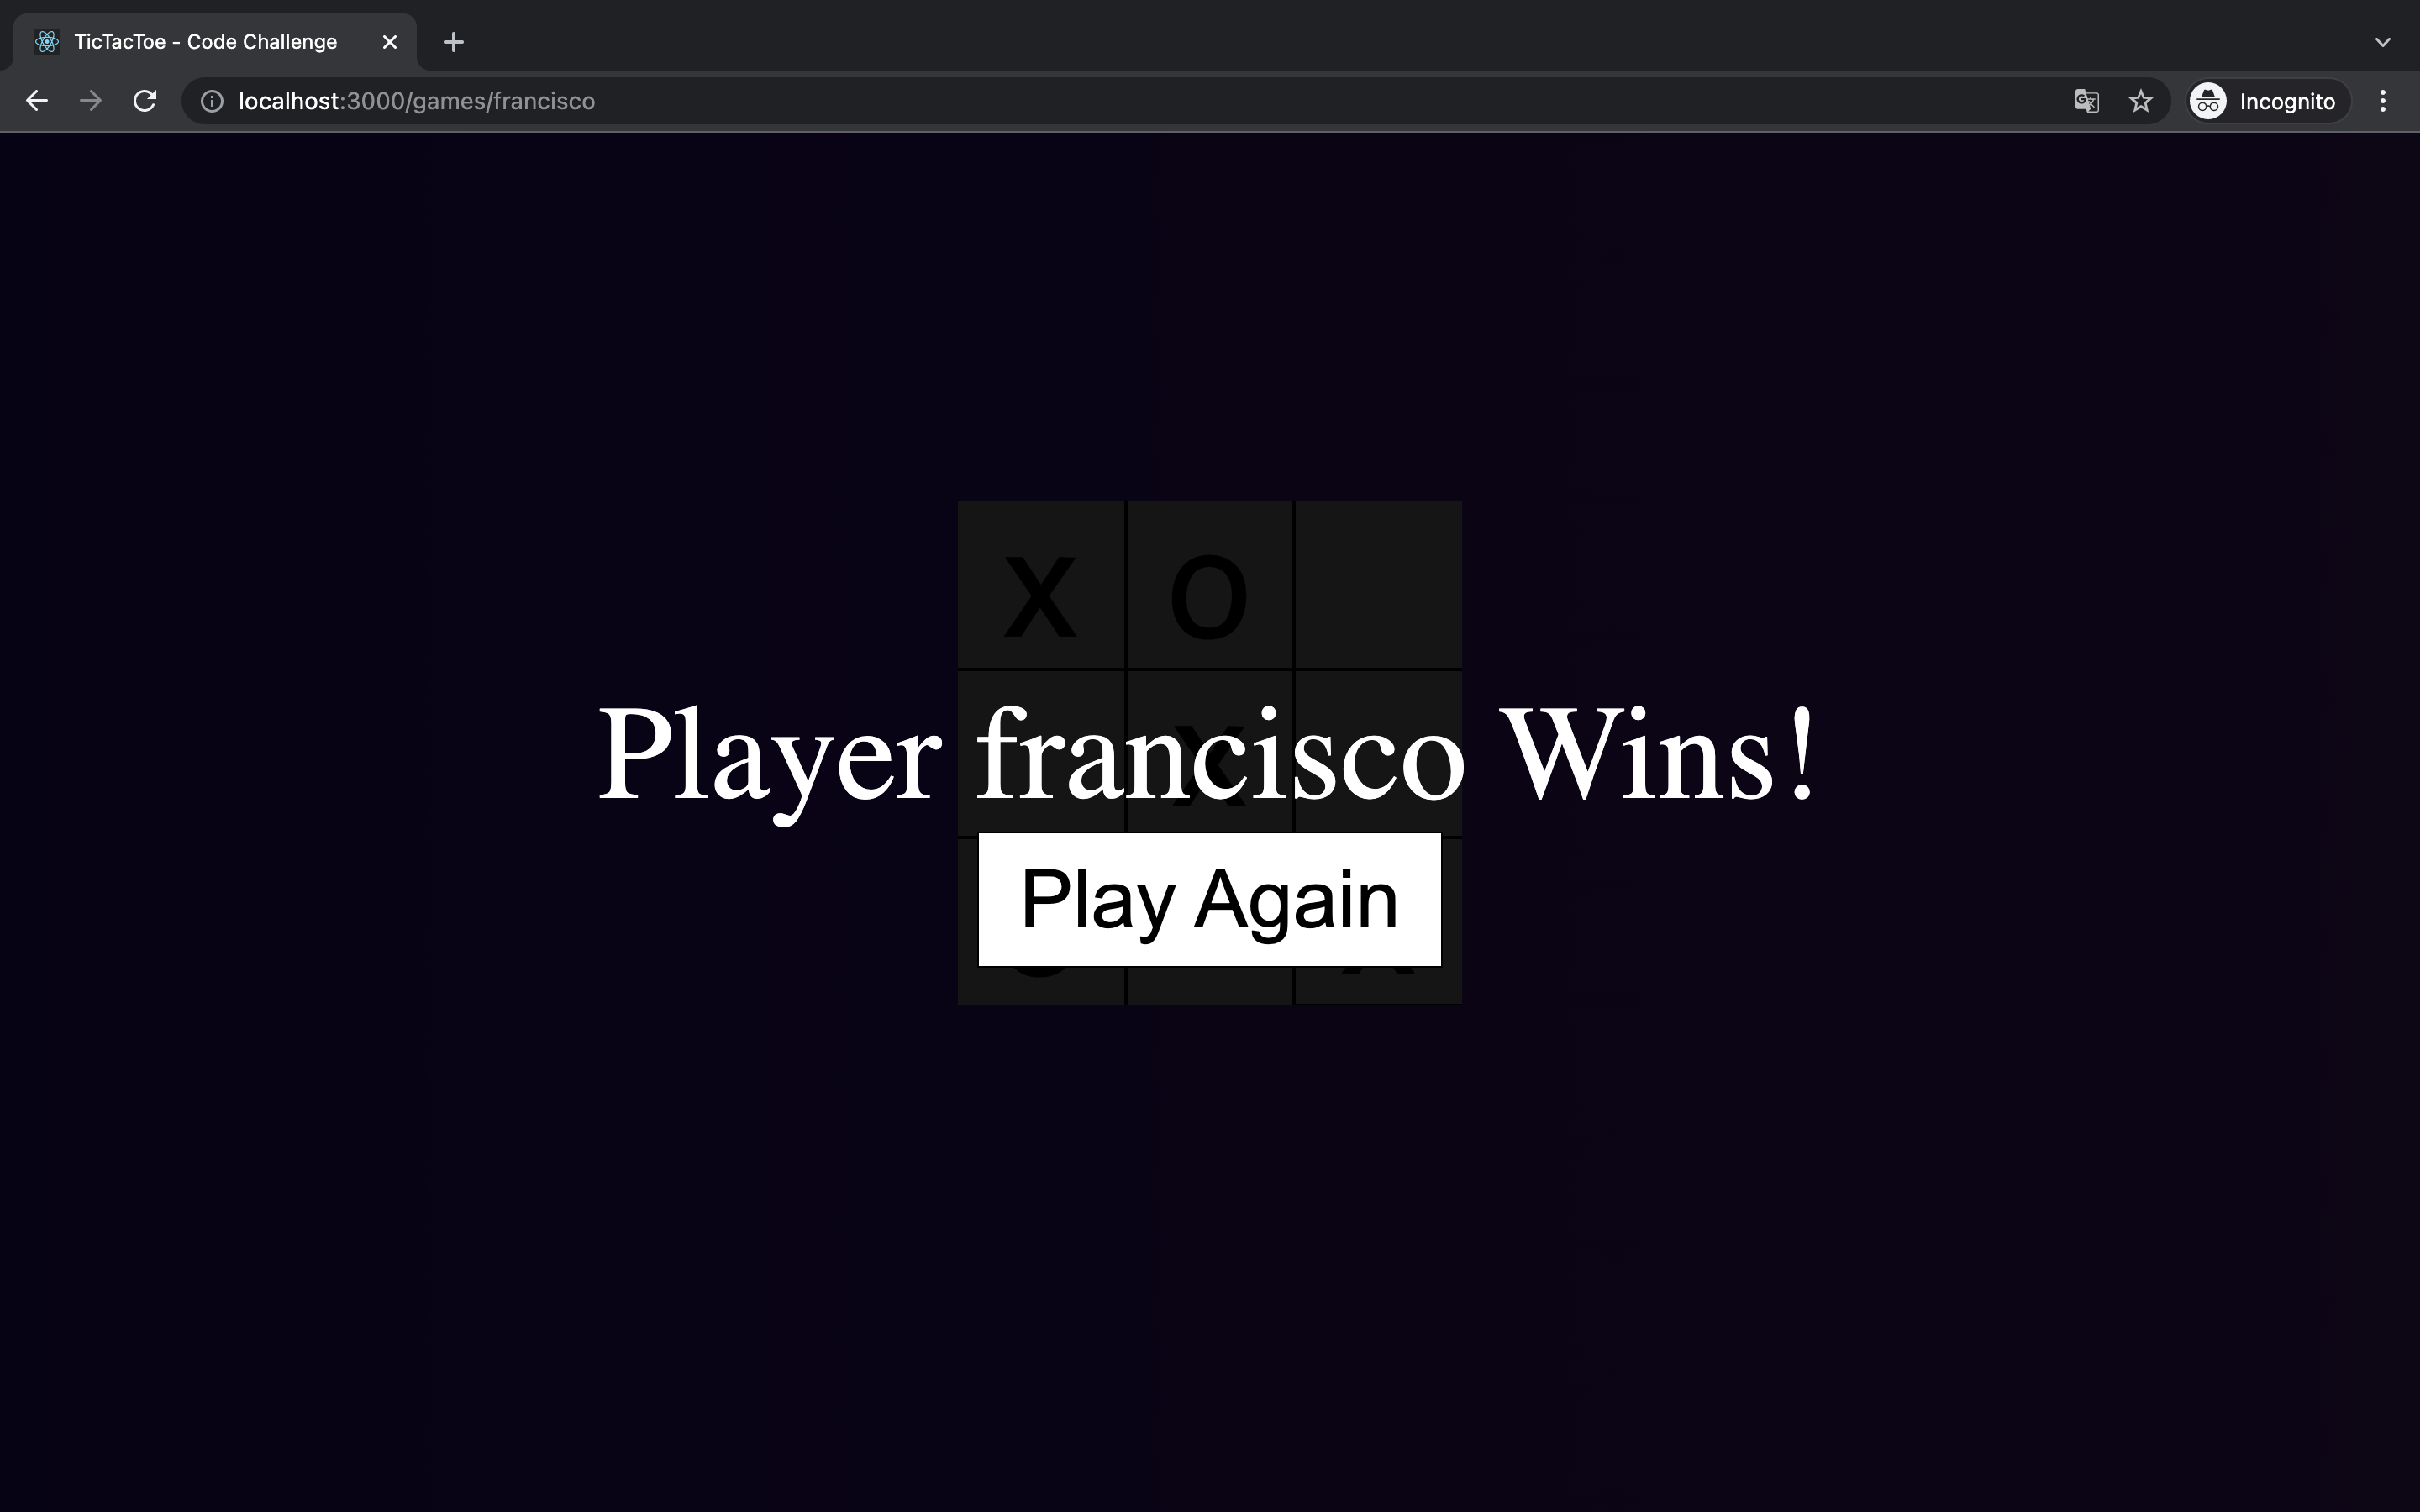 TicTacToe - Code Challenge
localhost:3000/games/francisco
Incognito
X O
X
Player francisco Wins!
Play Again